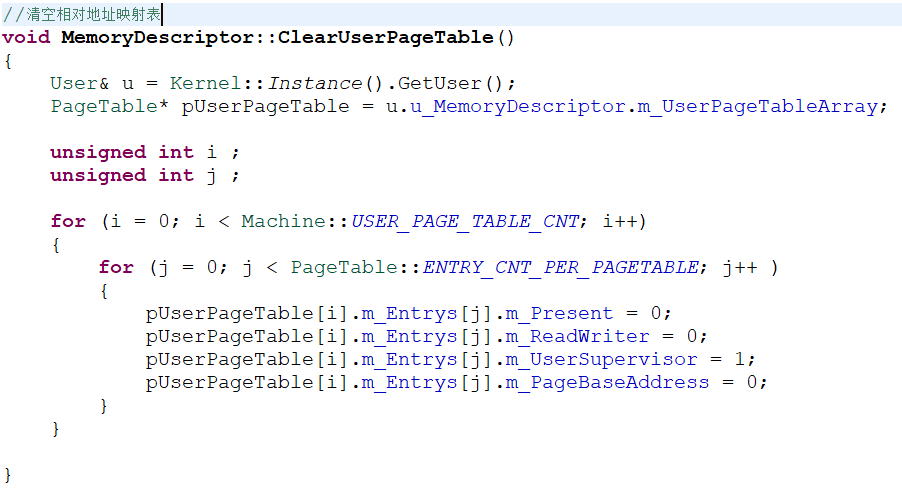 //清空相对地址映射表
void MemoryDescriptor::ClearUserPageTable()
{
    User& u = Kernel::Instance().GetUser();
    PageTable* pUserPageTable = u.u_MemoryDescriptor.m_UserPageTableArray;

    unsigned int i ;
    unsigned int j ;

    for (i = 0; i < Machine::USER_PAGE_TABLE_CNT; i++)
    {
        for (j = 0; j < PageTable::ENTRY_CNT_PER_PAGETABLE; j++ )
        {
            pUserPageTable[i].m_Entrys[j].m_Present = 0;
            pUserPageTable[i].m_Entrys[j].m_ReadWriter = 0;
            pUserPageTable[i].m_Entrys[j].m_UserSupervisor = 1;
            pUserPageTable[i].m_Entrys[j].m_PageBaseAddress = 0;
        }
    }

}